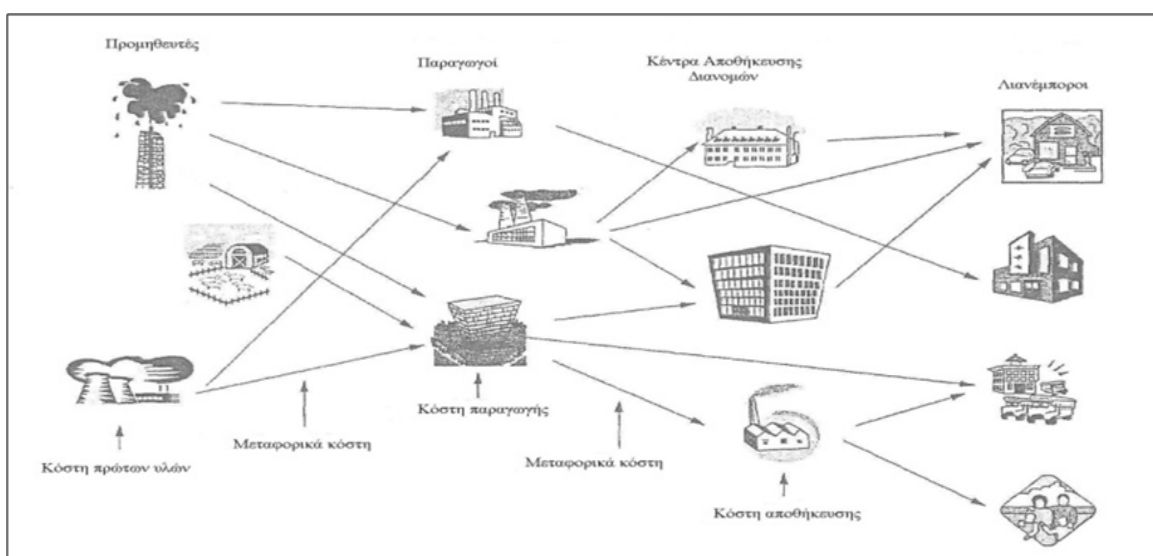 Προμηθευτές
Παραγωγοί
Κέντρα Αποθήκευσης
Διανομών
Λιανέμποροι
Κόστη παραγωγής
Μεταφορικά κόστη
Μεταφορικά κόστη
Κόστη πρώτων υλών
Κόστη αποθήκευσης